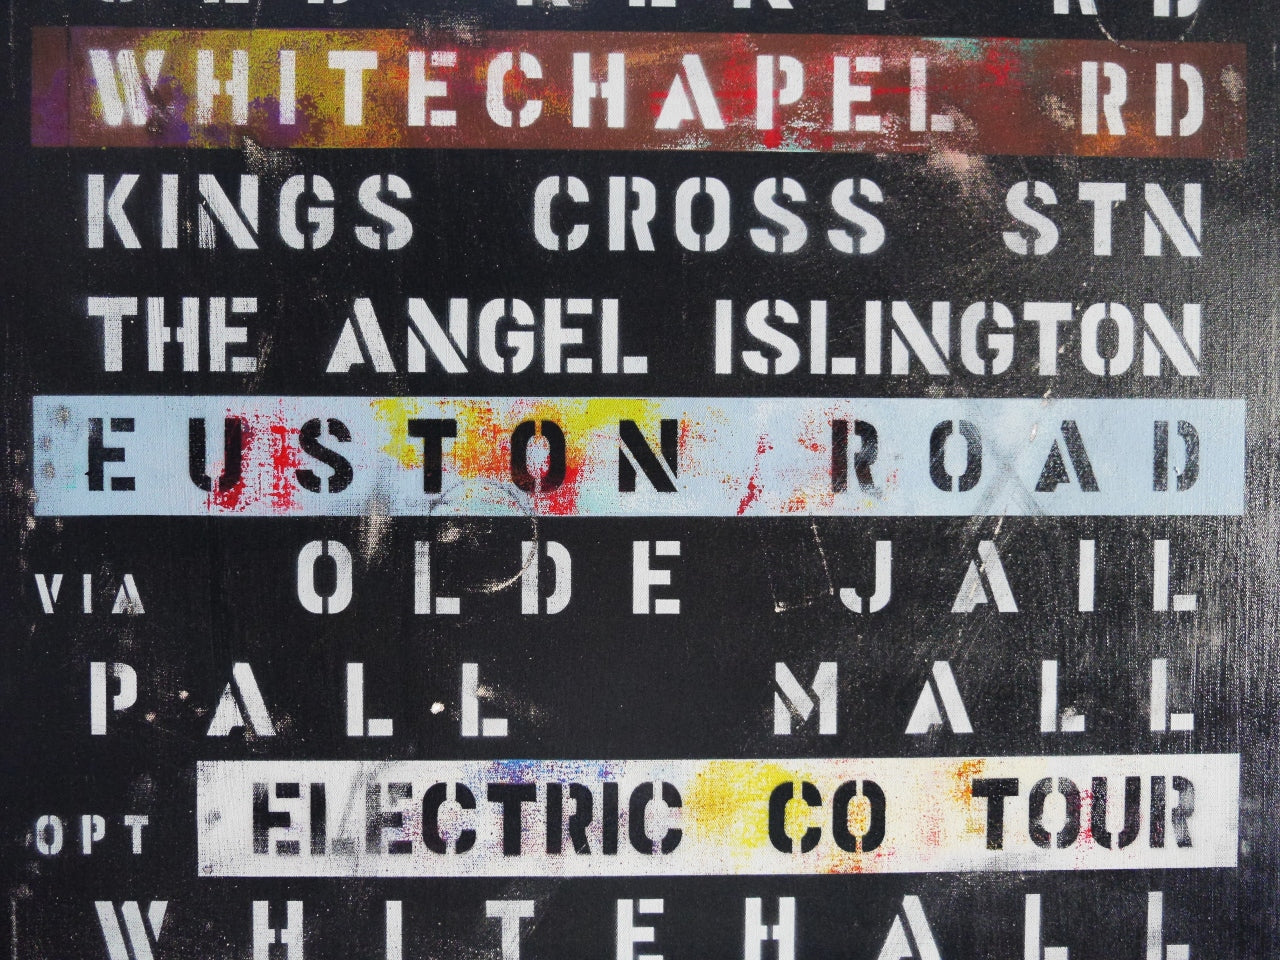 WHITECHAPEL RD
KINGS CROSS STN
THE ANGEL ISLINGTON
EUSTON ROAD
VIA OLDE JAIL
PALL MALL
OPT ELECTRIC CO TOUR
WHITEHALL